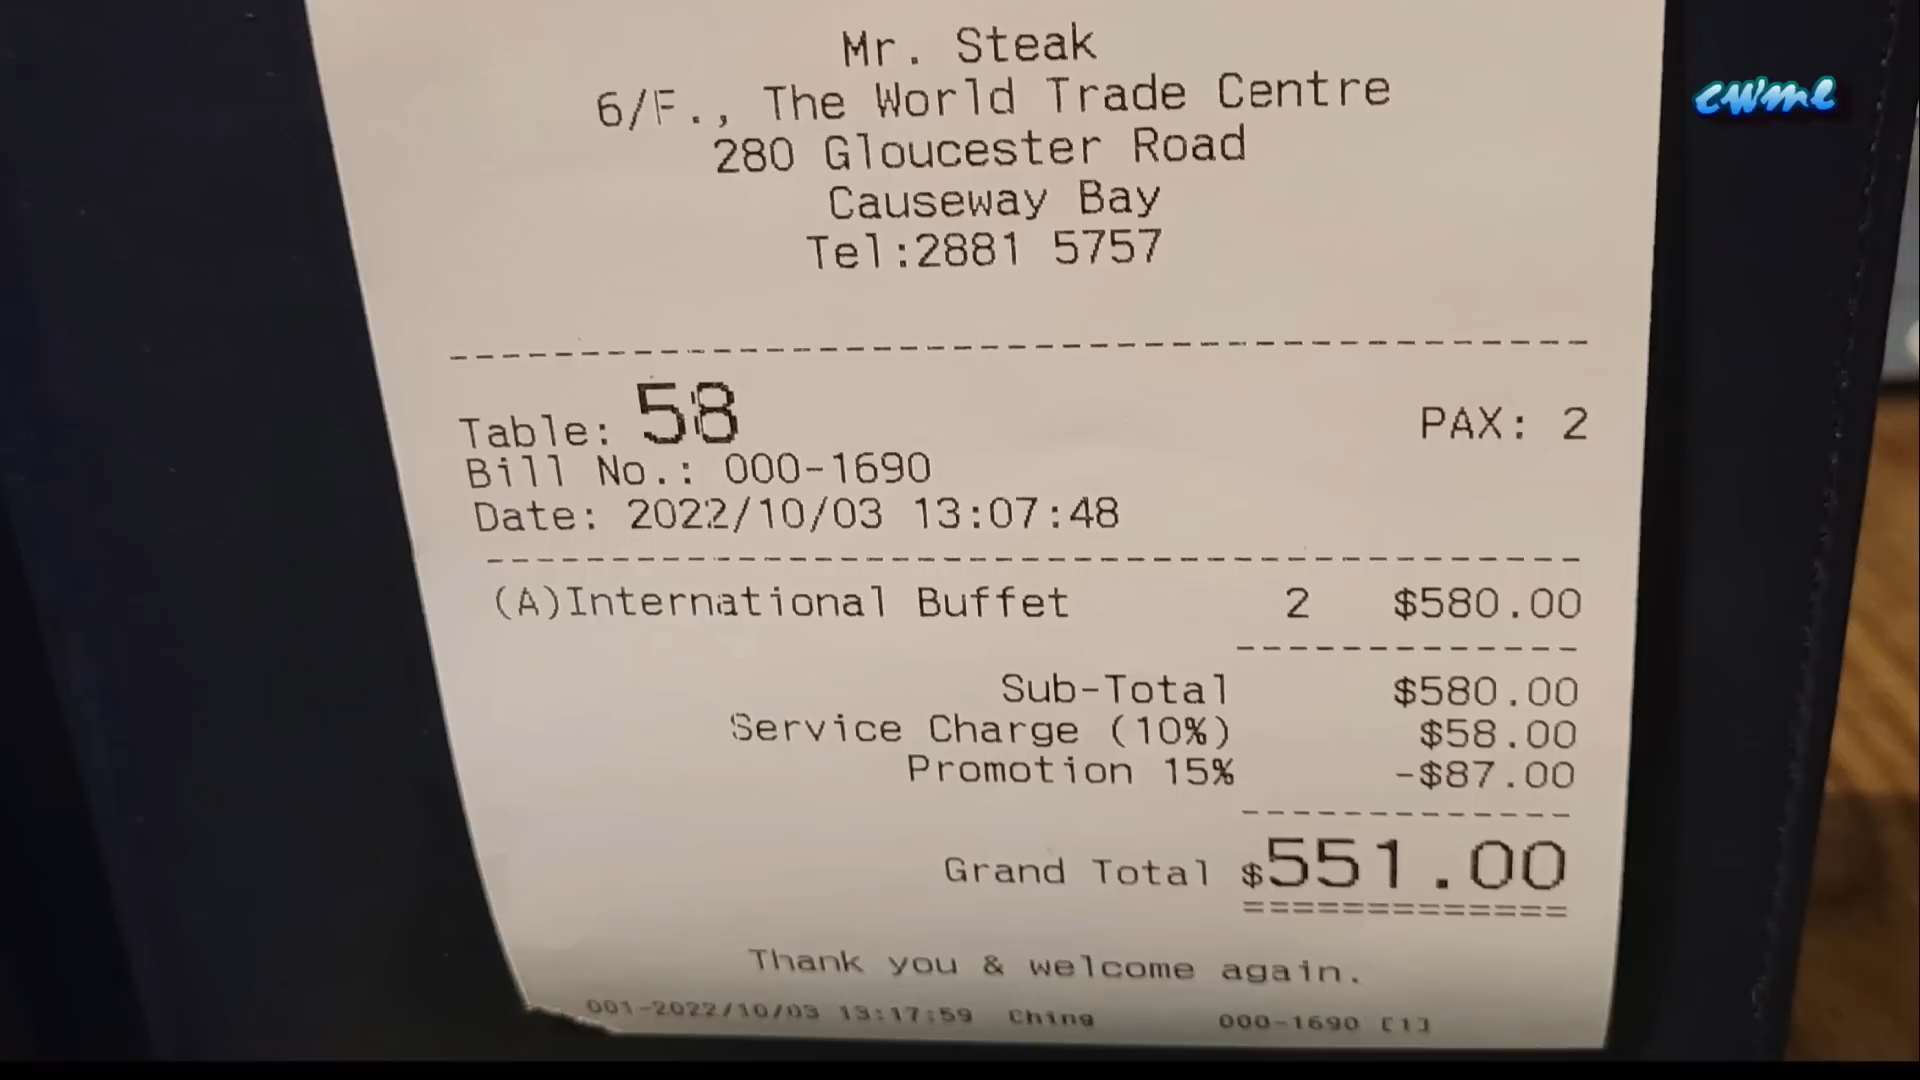 Mr. Steak
6/F., The World Trade Centre
280 Gloucester Road
Causeway Bay
Tel:2881 5757
Table: 58 PAX: 2
Bill No.: 000-1690
Date: 2022/10/03 13:07:48
(A)International Buffet 2 $580.00
Sub-Total $580.00
Service Charge (10%) $58.00
Promotion 15% -$87.00
Grand Total $551.00
Thank you & welcome again.
001-2022/10/03 13:17:59 Ching 000-1690 [1]
cwme